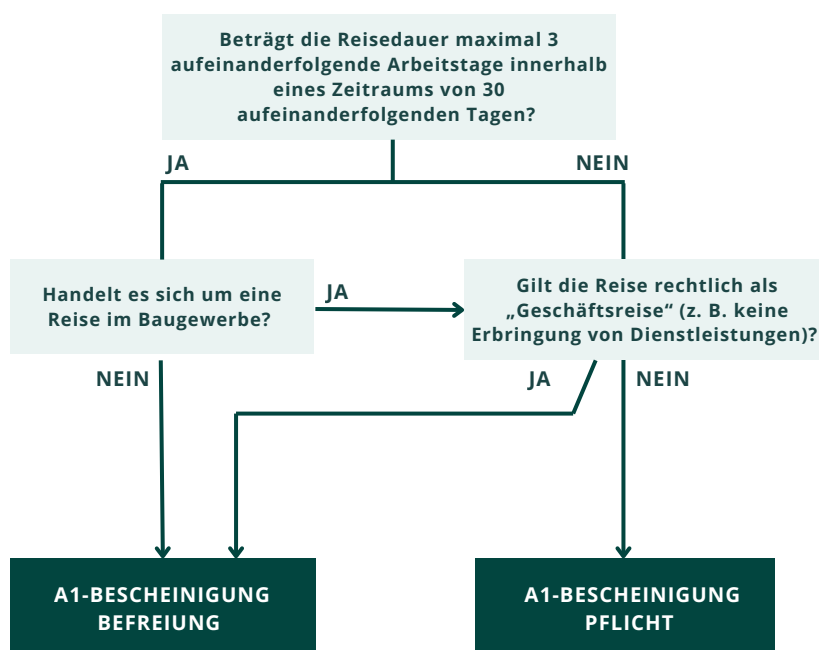 Beträgt die Reisedauer maximal 3
aufeinanderfolgende Arbeitstage innerhalb
eines Zeitraums von 30
aufeinanderfolgenden Tagen?
JA
NEIN
Handelt es sich um eine
Reise im Baugewerbe?
JA
Gilt die Reise rechtlich als
„Geschäftsreise“ (z. B. keine
Erbringung von Dienstleistungen)?
NEIN
JA
NEIN
A1-BESCHEINIGUNG
BEFREIUNG
A1-BESCHEINIGUNG
PFLICHT